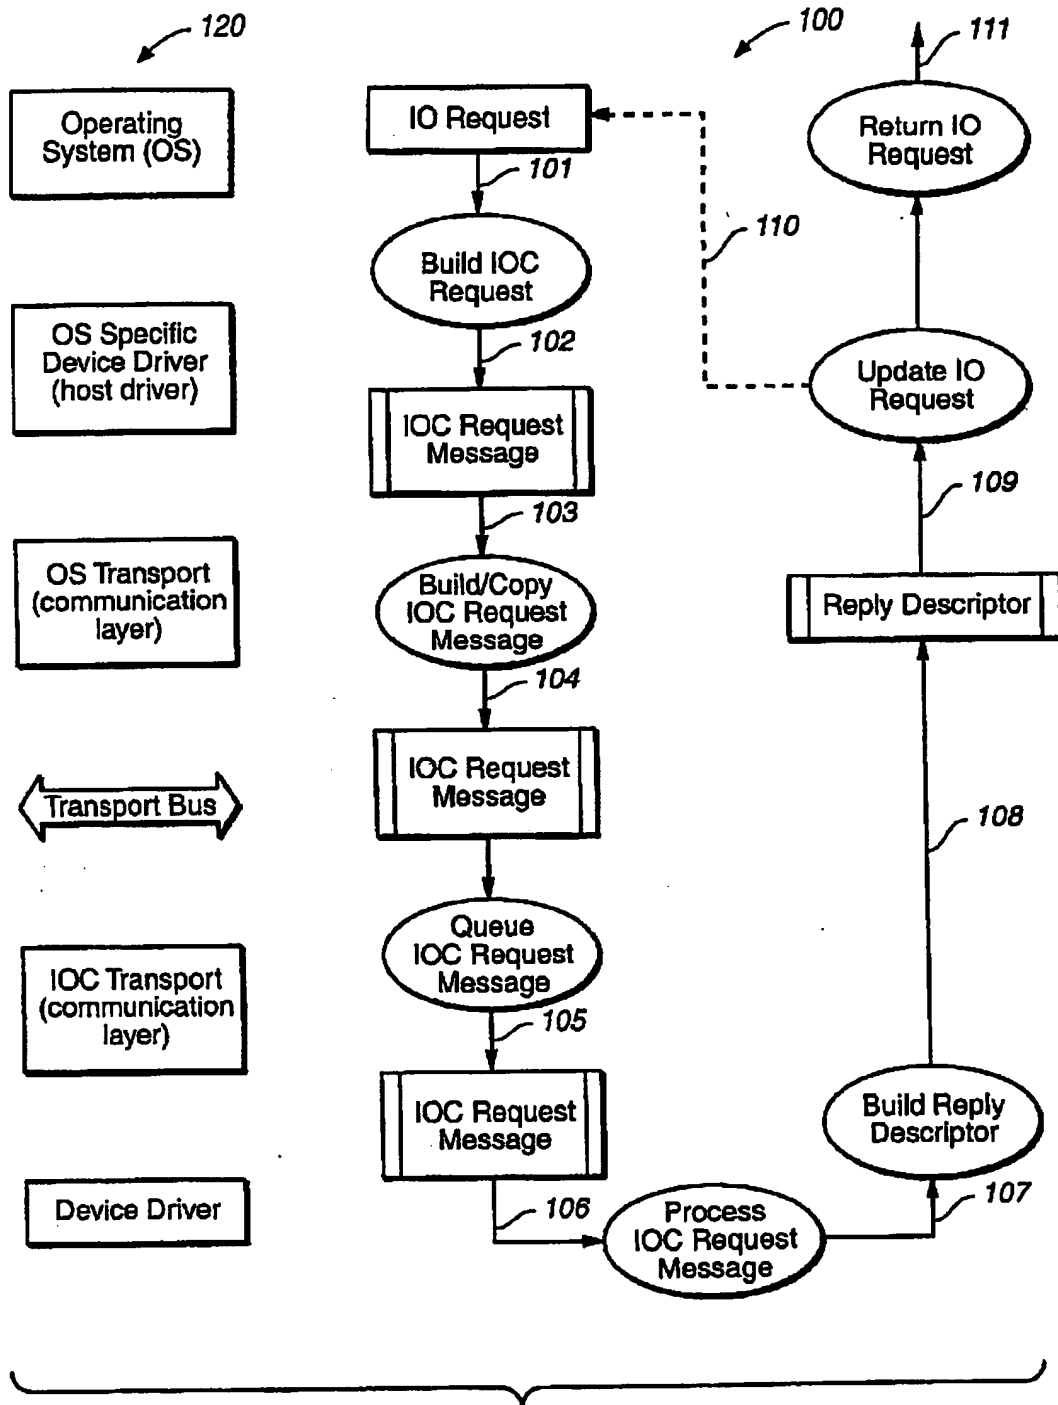 120
100
111
Operating
System (OS)
IO Request
Return IO
Request
101
110
Build IOC
Request
OS Specific
Device Driver
(host driver)
102
Update IO
Request
IOC Request
Message
103
109
OS Transport
(communication
layer)
Build/Copy
IOC Request
Message
Reply Descriptor
104
Transport Bus
IOC Request
Message
108
Queue
IOC Request
Message
IOC Transport
(communication
layer)
105
IOC Request
Message
Build Reply
Descriptor
Device Driver
106
Process
IOC Request
Message
107